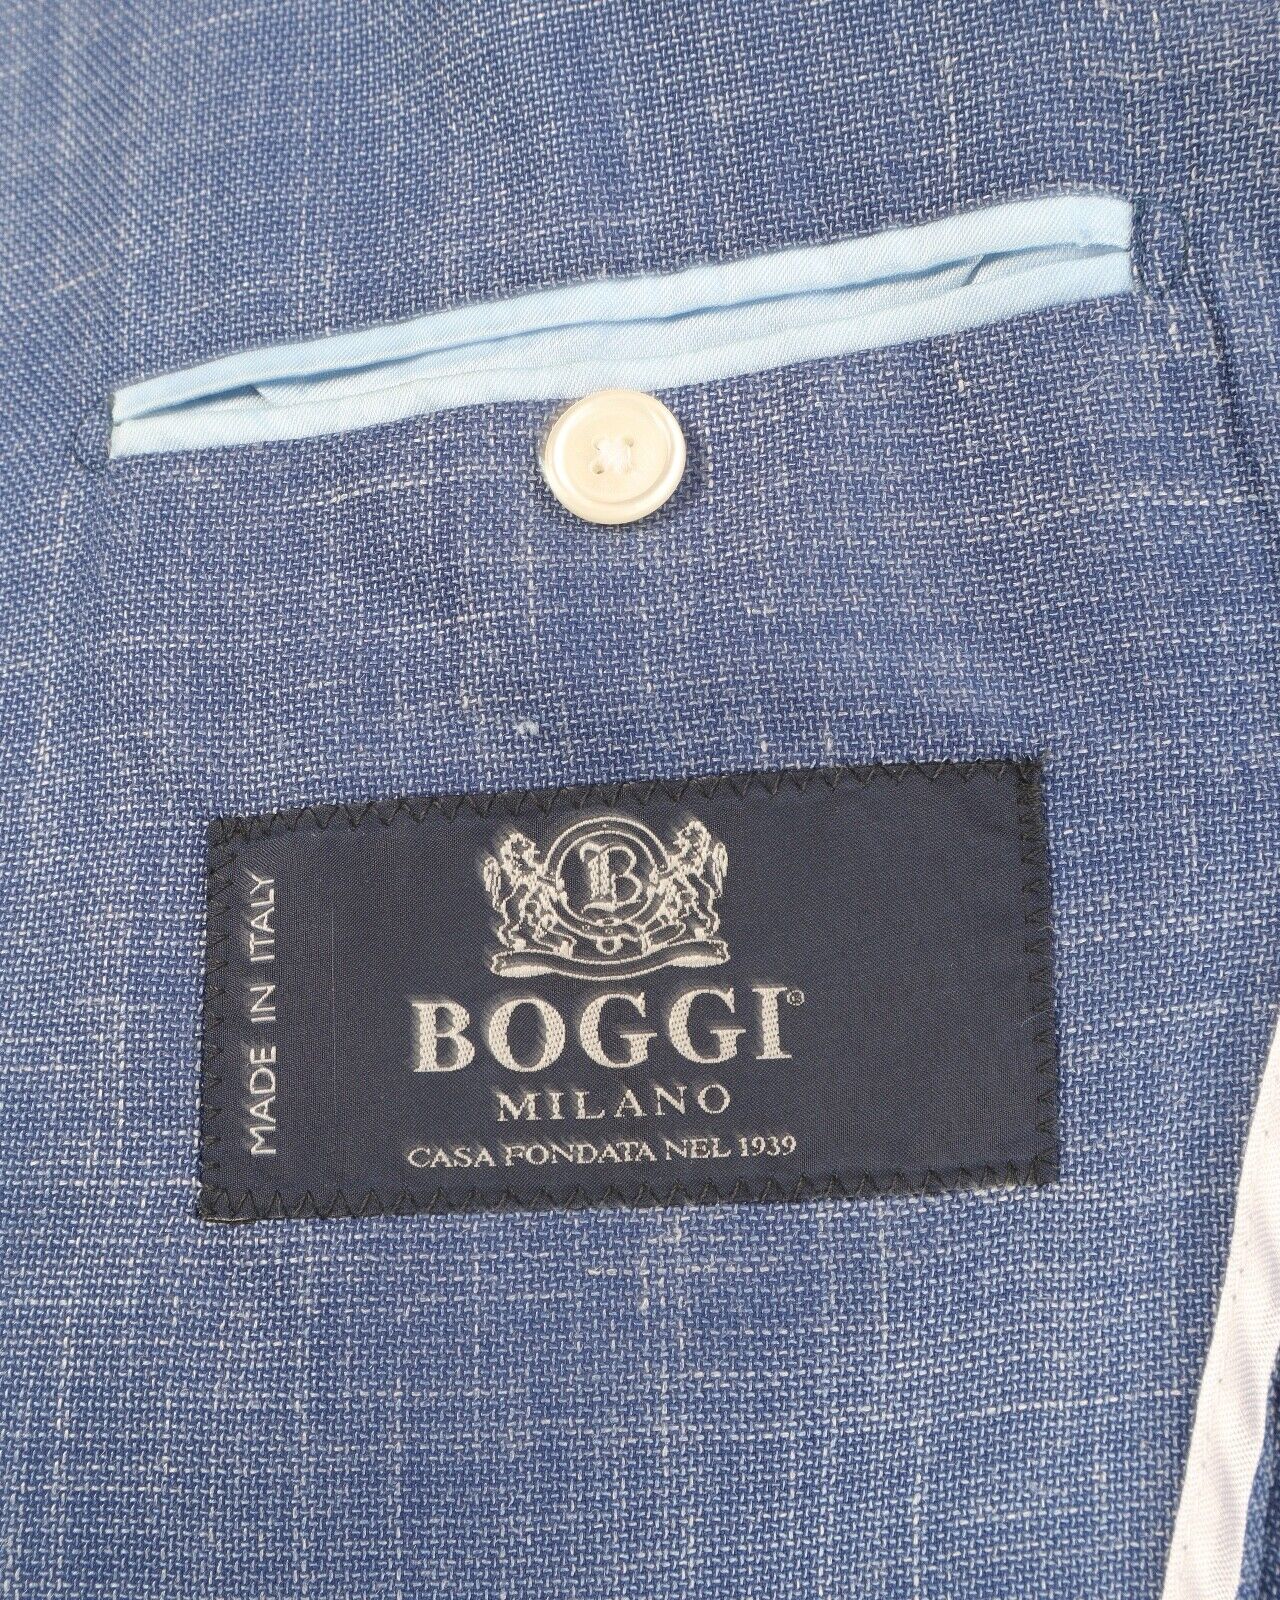 MADE IN ITALY
B
BOGGI®
MILANO
CASA FONDATA NEL 1939